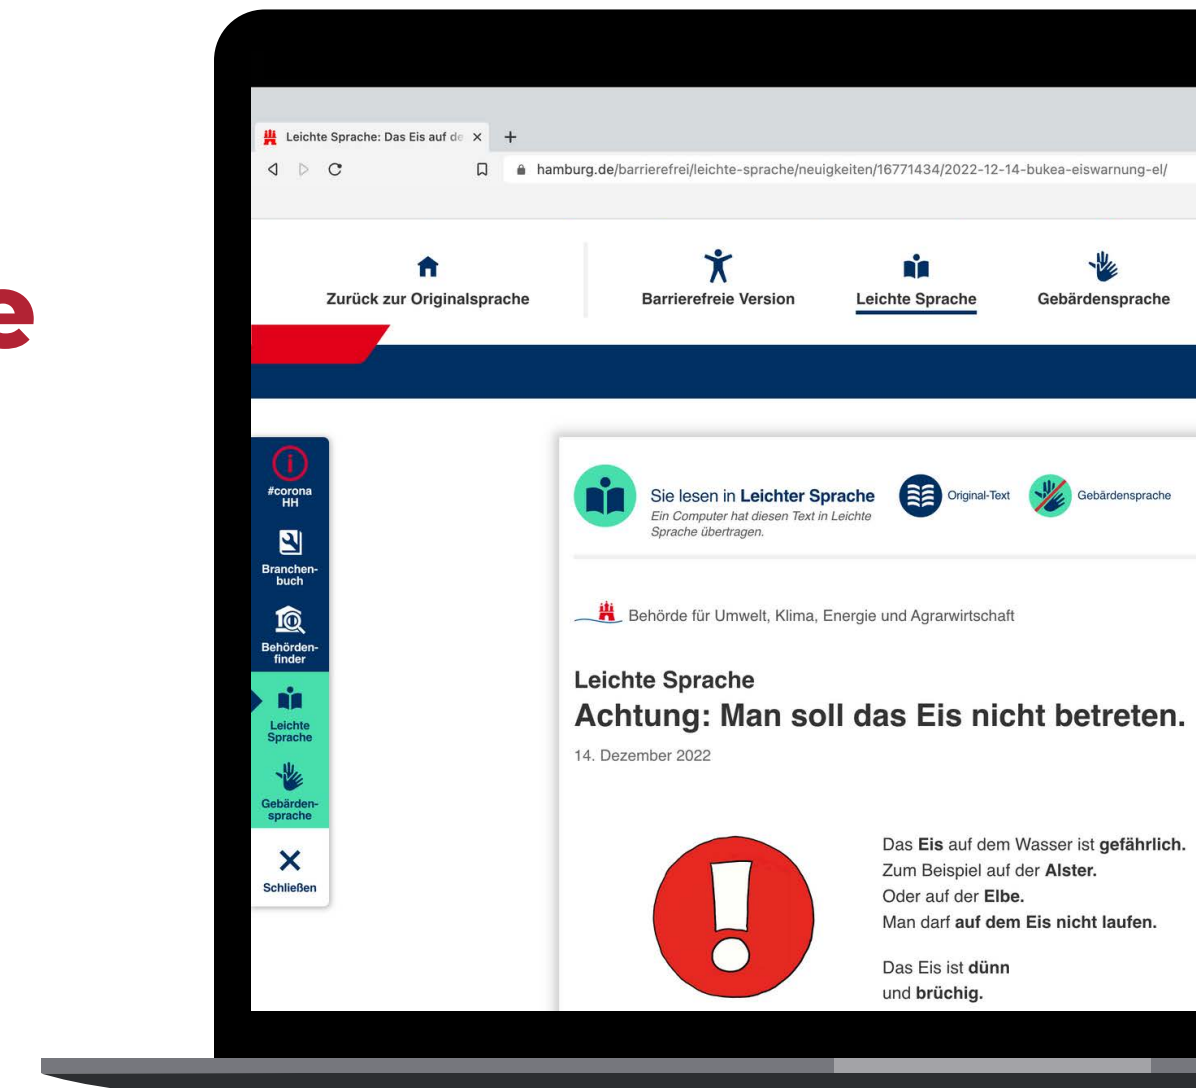 e
Leichte Sprache: Das Eis auf de
hamburg.de/barrierefrei/leichte-sprache/neuigkeiten/16771434/2022-12-14-bukea-eiswarnung-el/
Zurück zur Originalsprache
Barrierefreie Version
Leichte Sprache
Gebärdensprache
#corona
HH
Branchen-
buch
Behörden-
finder
Leichte
Sprache
Gebärden-
sprache
Schließen
Sie lesen in Leichter Sprache
Ein Computer hat diesen Text in Leichte
Sprache übertragen.
Original-Text
Gebärdensprache
Behörde für Umwelt, Klima, Energie und Agrarwirtschaft
Leichte Sprache
Achtung: Man soll das Eis nicht betreten.
14. Dezember 2022
Das Eis auf dem Wasser ist gefährlich.
Zum Beispiel auf der Alster.
Oder auf der Elbe.
Man darf auf dem Eis nicht laufen.
Das Eis ist dünn
und brüchig.